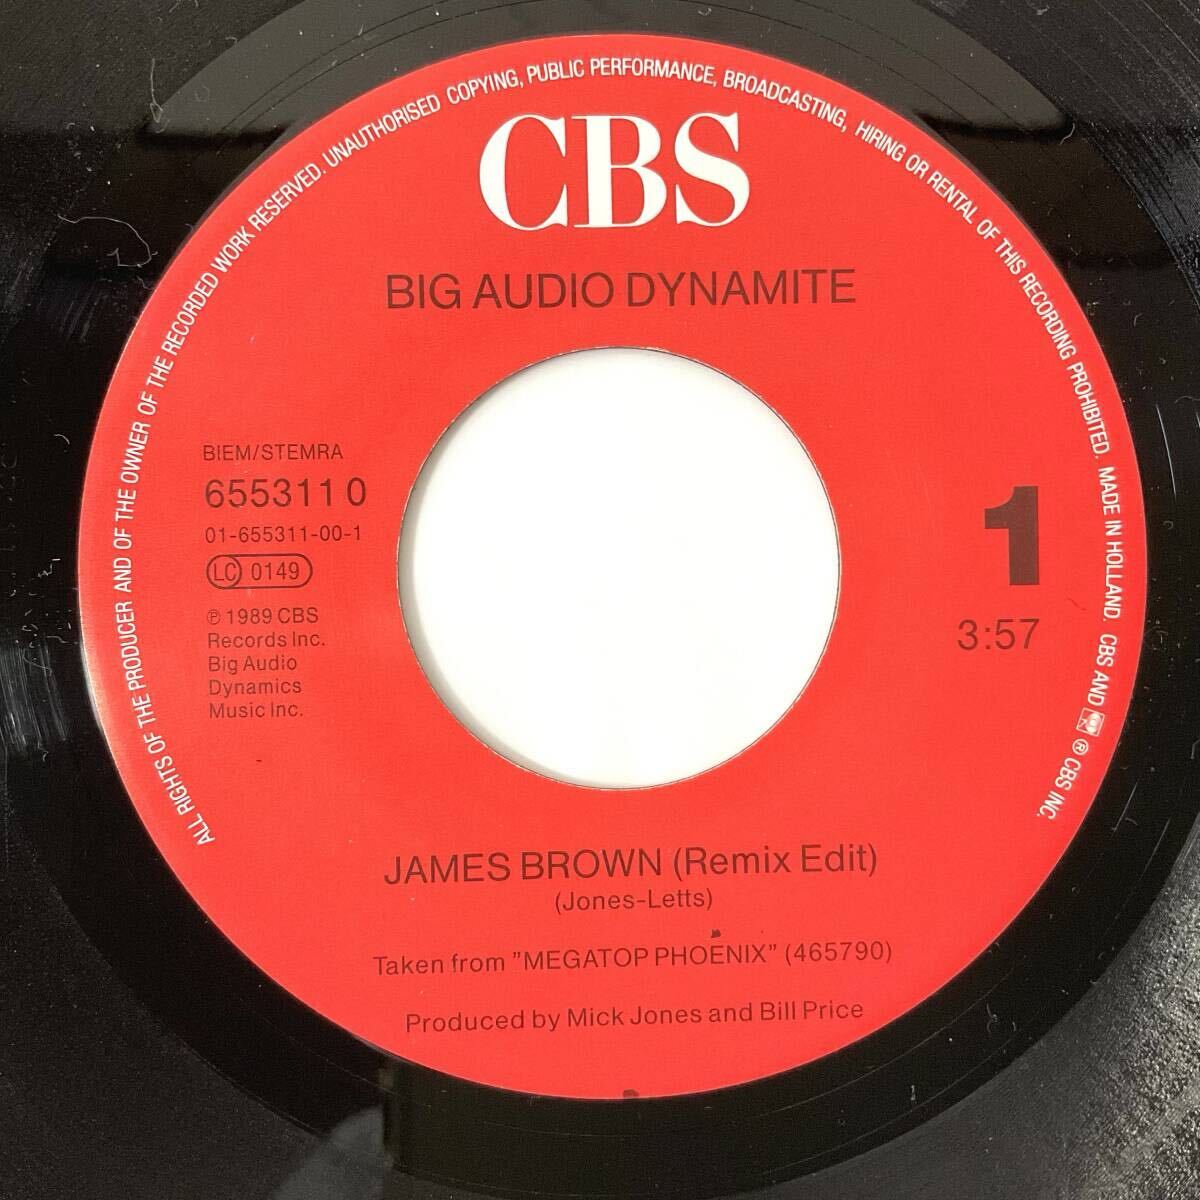 ALL RIGHTS OF THE PRODUCER AND OF THE OWNER OF THE RECORDED WORK RESERVED. UNAUTHORISED COPYING, PUBLIC PERFORMANCE, BROADCASTING, HIRING OR RENTAL OF THIS RECORDING PROHIBITED. MADE IN HOLLAND. CBS AND ® CBS INC.
CBS
BIG AUDIO DYNAMITE
BIEM/STEMRA
655311 0
01-655311-00-1
LC 0149
℗ 1989 CBS
Records Inc.
Big Audio
Dynamics
Music Inc.
1
3:57
JAMES BROWN (Remix Edit)
(Jones-Letts)
Taken from "MEGATOP PHOENIX" (465790)
Produced by Mick Jones and Bill Price